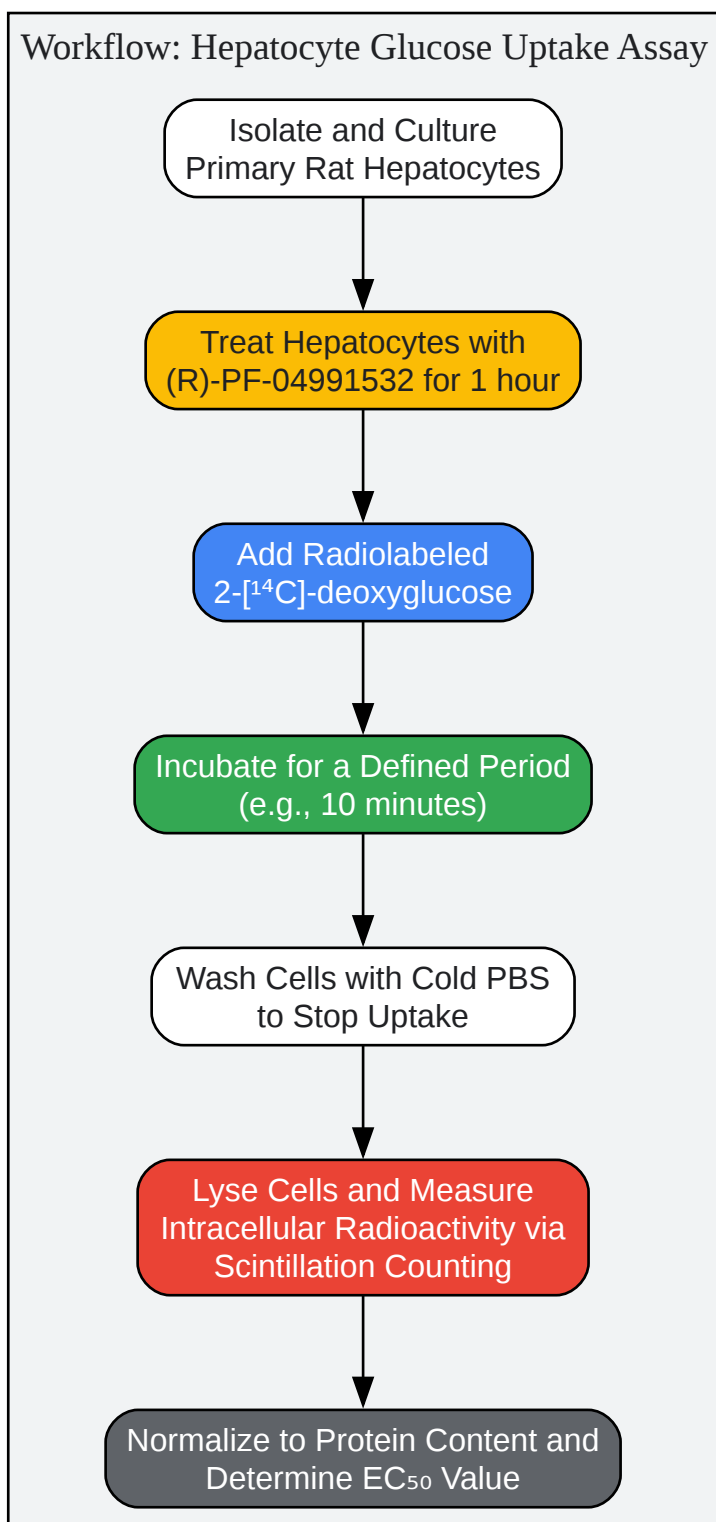 Workflow: Hepatocyte Glucose Uptake Assay
Isolate and Culture
Primary Rat Hepatocytes
Treat Hepatocytes with
(R)-PF-04991532 for 1 hour
Add Radiolabeled
2-[¹⁴C]-deoxyglucose
Incubate for a Defined Period
(e.g., 10 minutes)
Wash Cells with Cold PBS
to Stop Uptake
Lyse Cells and Measure
Intracellular Radioactivity via
Scintillation Counting
Normalize to Protein Content and
Determine EC₅₀ Value